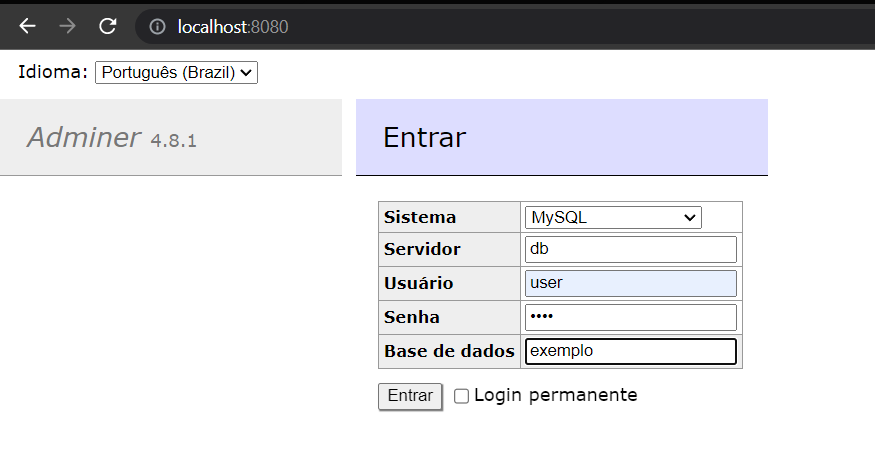 localhost:8080
Idioma: Português (Brazil)
Adminer 4.8.1
Entrar
Sistema MySQL
Servidor db
Usuário user
Senha ••••
Base de dados exemplo
Entrar Login permanente